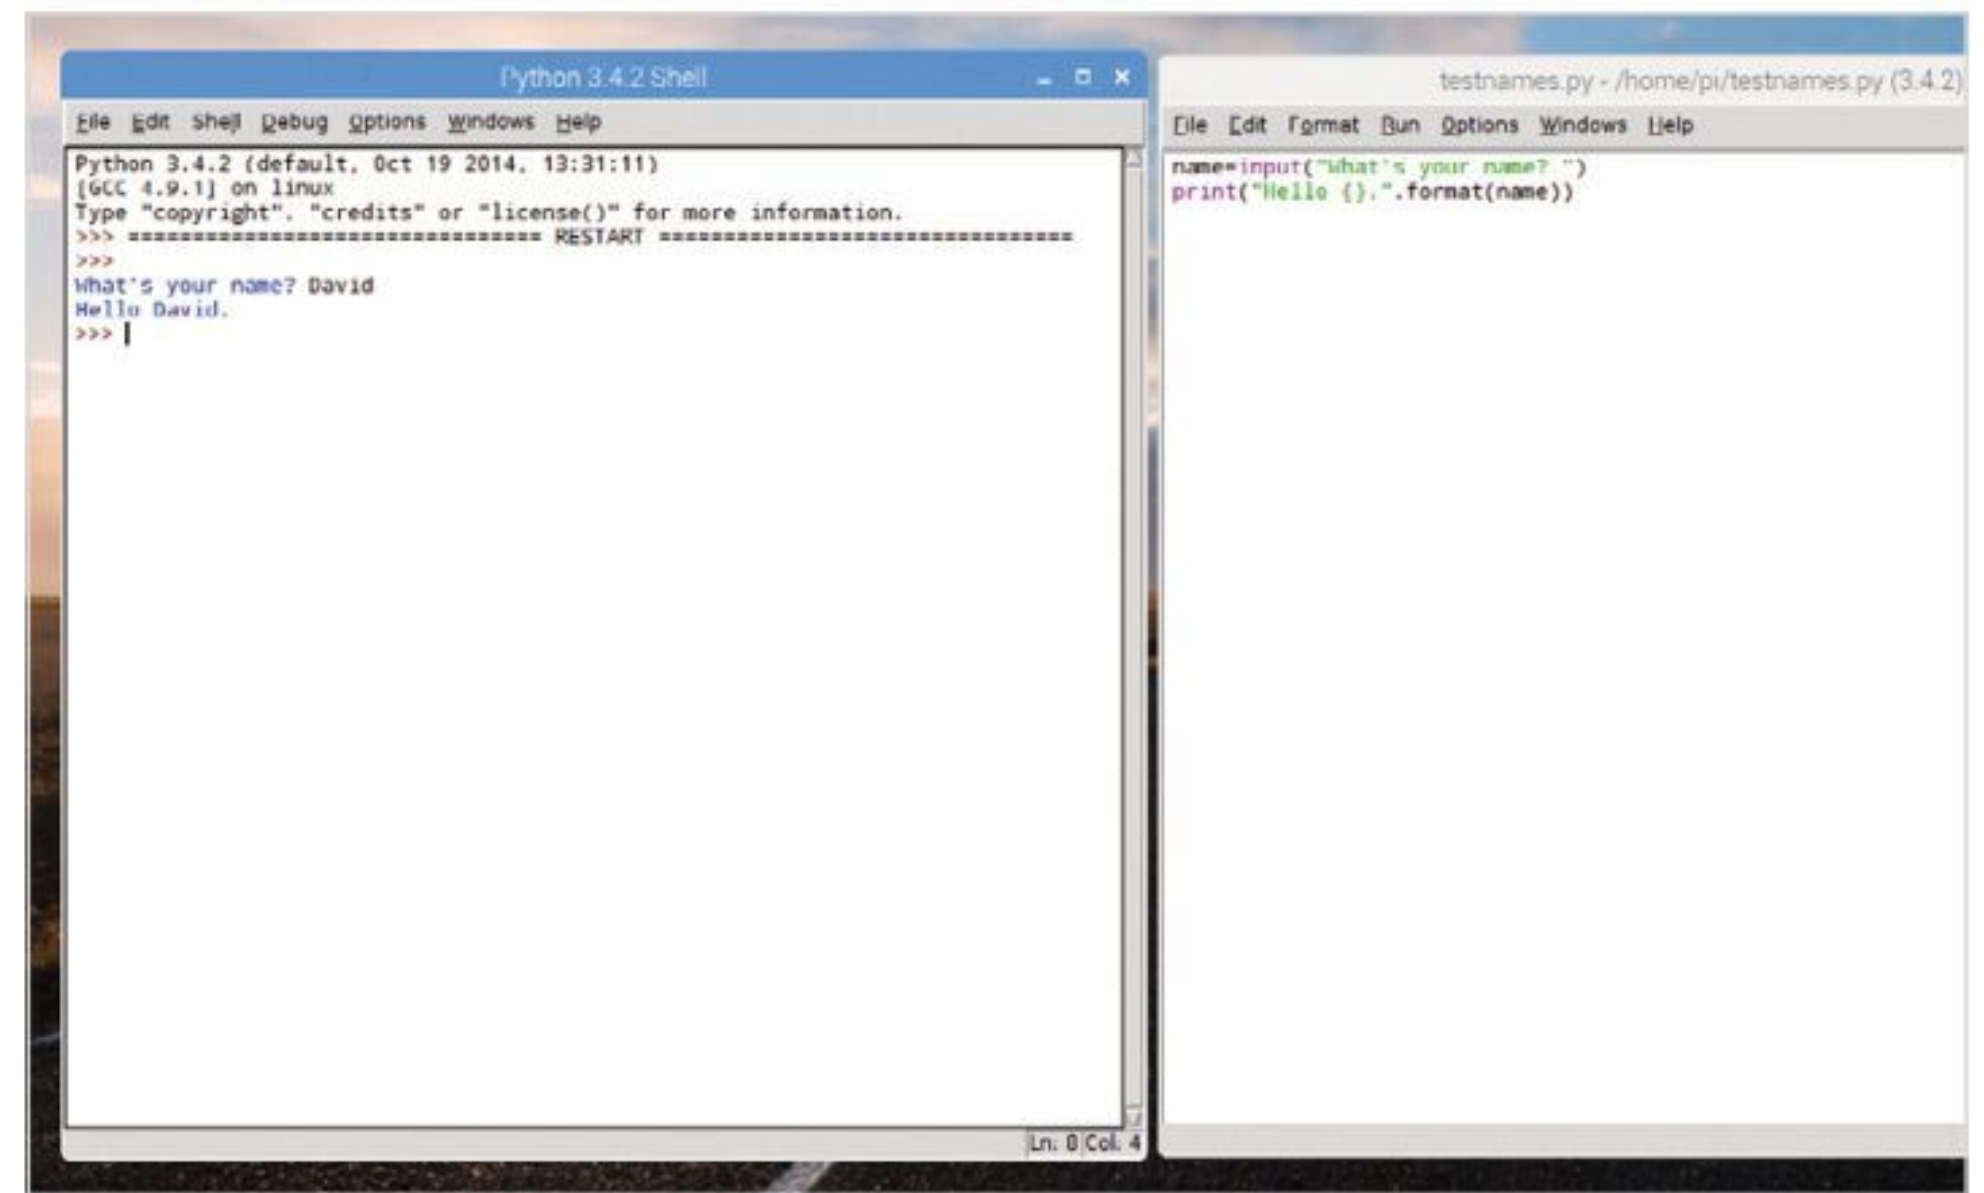 Python 3.4.2 Shell
File Edit Shell Debug Options Windows Help
Python 3.4.2 (default, Oct 19 2014, 13:31:11)
[GCC 4.9.1] on linux
Type "copyright", "credits" or "license()" for more information.
>>> ================================ RESTART ================================
>>>
What's your name? David
Hello David.
>>>
Ln: 8 Col: 4
testnames.py - /home/pi/testnames.py (3.4.2)
File Edit Format Run Options Windows Help
name=input("What's your name? ")
print("Hello {}.".format(name))